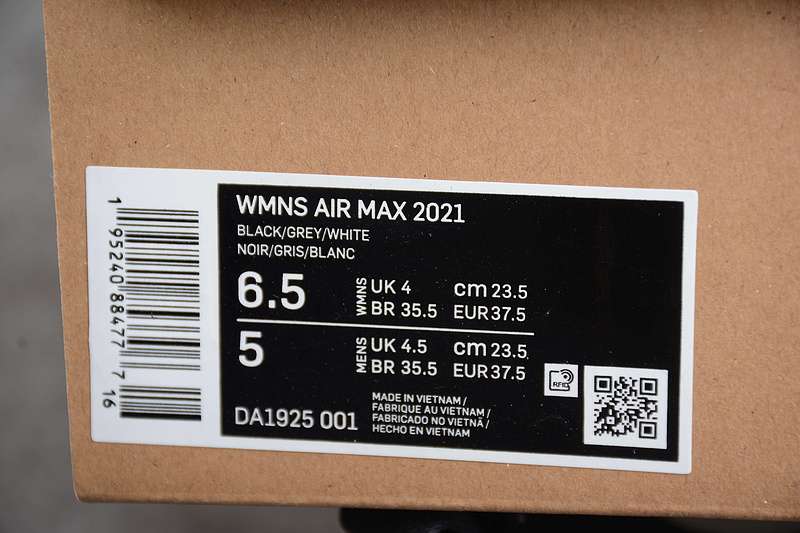 1 95240 88477 7 16
WMNS AIR MAX 2021
BLACK/GREY/WHITE
NOIR/GRIS/BLANC
6.5 WMNS UK 4 cm 23.5
BR 35.5 EUR 37.5
5 MENS UK 4.5 cm 23.5
BR 35.5 EUR 37.5
DA1925 001
MADE IN VIETNAM /
FABRIQUE AU VIETNAM /
FABRICADO NO VIETNÃ /
HECHO EN VIETNAM
RFID